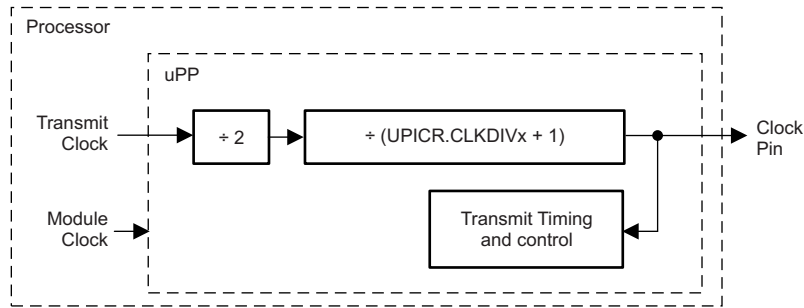 Processor
uPP
Transmit
Clock
÷ 2
÷ (UPICR.CLKDIVx + 1)
Clock
Pin
Module
Clock
Transmit Timing
and control